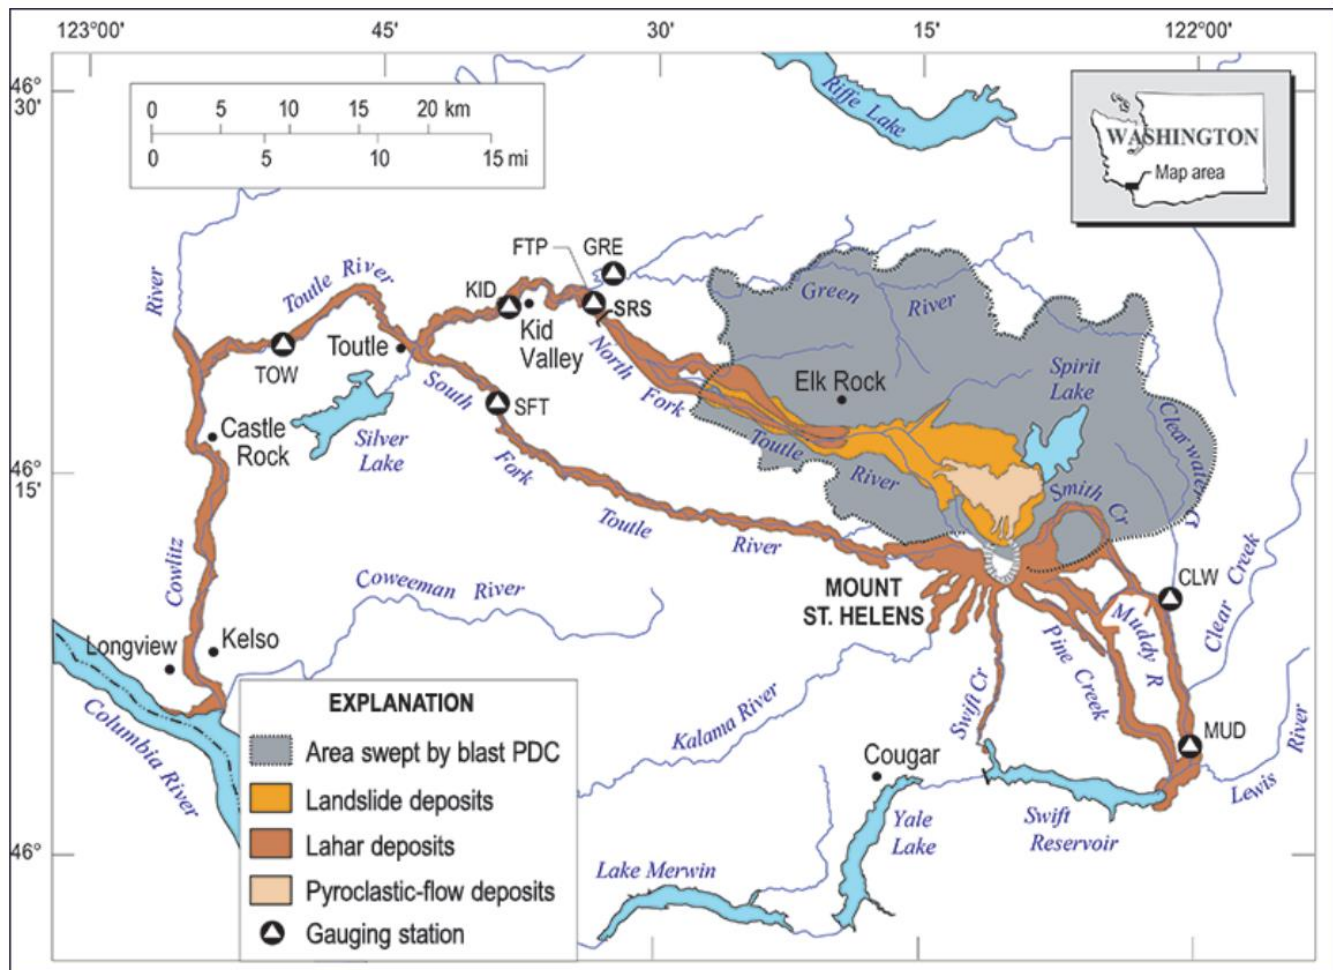 123°00'
45'
30'
15'
122°00'
46°
30'
0 5 10 15 20 km
0 5 10 15 mi
Riffe Lake
WASHINGTON
Map area
River
Toutle River
FTP
GRE
KID
SRS
Kid
Valley
Toutle
TOW
Green
River
North
Fork
Toutle
River
Elk Rock
Spirit
Lake
Clearwater C
South
SFT
Fork
Toutle
River
Castle
Rock
Silver
Lake
46°
15'
Smith Cr
Cowlitz
Coweeman River
MOUNT
ST. HELENS
CLW
Clear Creek
Muddy R
Pine Creek
Swift Cr
Longview
Kelso
Columbia River
Kalama River
MUD
Lewis
River
Cougar
Yale
Lake
Swift
Reservoir
Lake Merwin
46°
EXPLANATION
Area swept by blast PDC
Landslide deposits
Lahar deposits
Pyroclastic-flow deposits
Gauging station